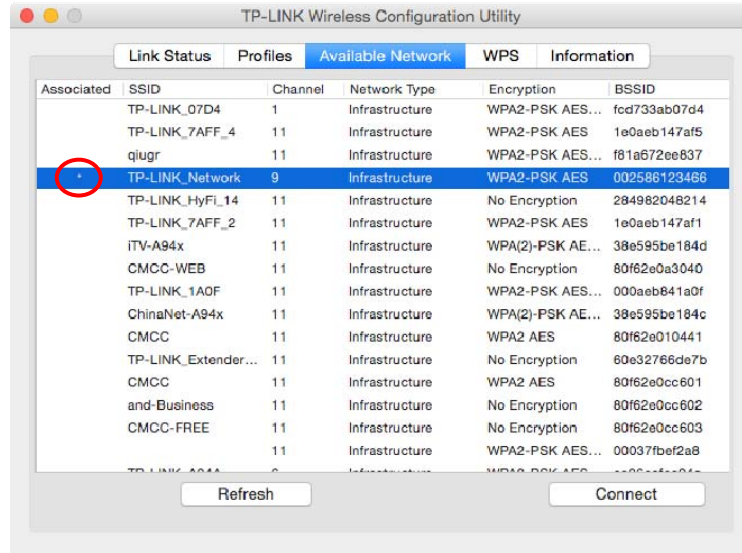 TP-LINK Wireless Configuration Utility
Link Status Profiles Available Network WPS Information
Associated SSID Channel Network Type Encryption BSSID
TP-LINK_07D4 1 Infrastructure WPA2-PSK AES... fcd733ab07d4
TP-LINK_7AFF_4 11 Infrastructure WPA2-PSK AES... 1e0aeb147af5
qiugr 11 Infrastructure WPA2-PSK AES... f81a672ee837
* TP-LINK_Network 9 Infrastructure WPA2-PSK AES 002586123466
TP-LINK_HyFi_14 11 Infrastructure No Encryption 284982048214
TP-LINK_7AFF_2 11 Infrastructure WPA2-PSK AES 1e0aeb147af1
iTV-A94x 11 Infrastructure WPA(2)-PSK AE... 38e595be184d
CMCC-WEB 11 Infrastructure No Encryption 80f62e0a3040
TP-LINK_1A0F 11 Infrastructure WPA2-PSK AES... 000aeb841a0f
ChinaNet-A94x 11 Infrastructure WPA(2)-PSK AE... 38e595be184c
CMCC 11 Infrastructure WPA2 AES 80f62e010441
TP-LINK_Extender... 11 Infrastructure No Encryption 60e32766de7b
CMCC 11 Infrastructure WPA2 AES 80f62e0cc601
and-Business 11 Infrastructure No Encryption 80f62e0cc602
CMCC-FREE 11 Infrastructure No Encryption 80f62e0cc603
11 Infrastructure WPA2-PSK AES... 00037fbef2a8
Refresh Connect